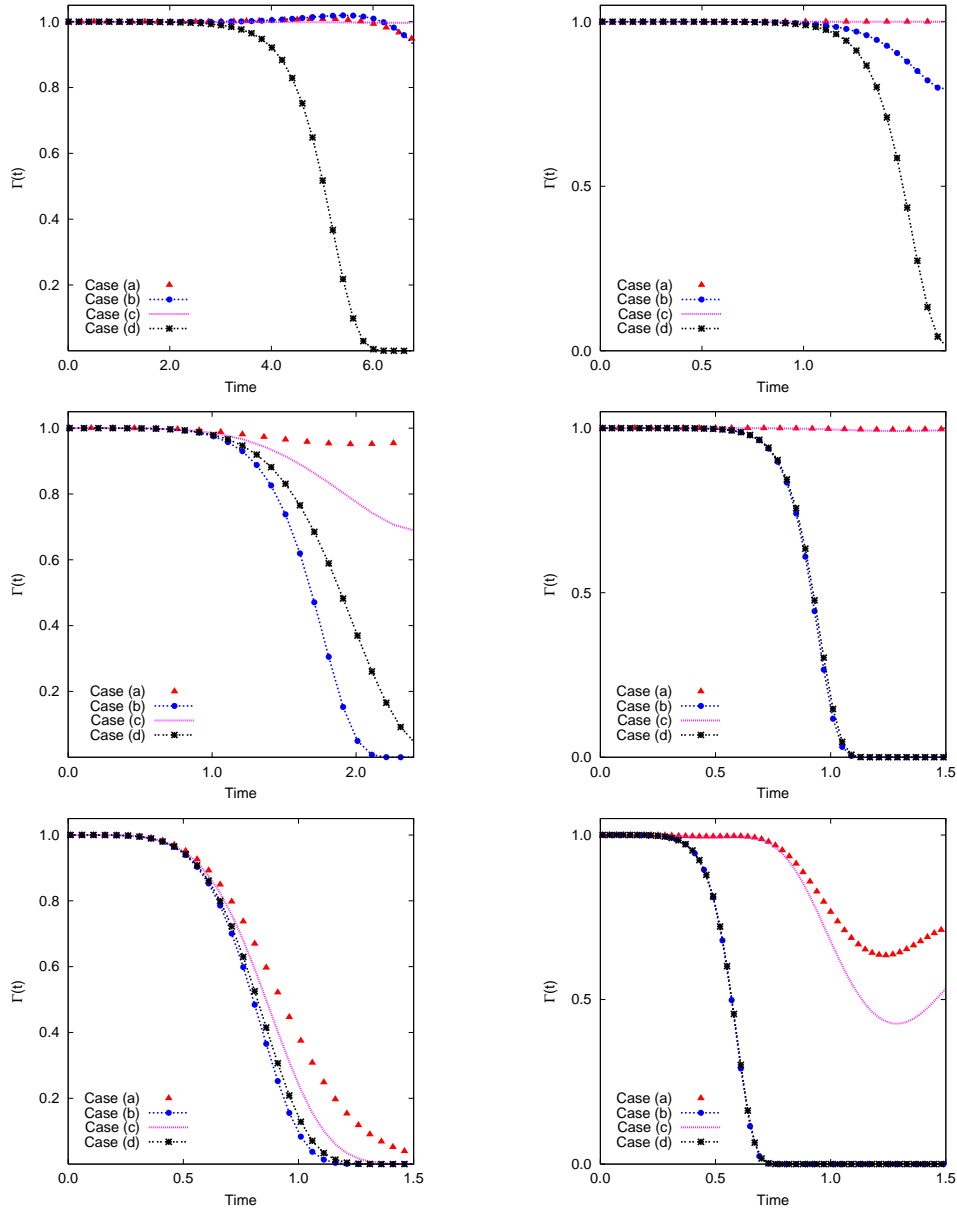 1.0
0.8
0.6
0.4
0.2
Γ(t)
Case (a)
Case (b)
Case (c)
Case (d)
0.0 2.0 4.0 6.0
Time
1.0
0.5
0.0
Γ(t)
Case (a)
Case (b)
Case (c)
Case (d)
0.0 0.5 1.0
Time
1.0
0.8
0.6
0.4
0.2
Γ(t)
Case (a)
Case (b)
Case (c)
Case (d)
0.0 1.0 2.0
Time
1.0
0.5
0.0
Γ(t)
Case (a)
Case (b)
Case (c)
Case (d)
0.0 0.5 1.0 1.5
Time
1.0
0.8
0.6
0.4
0.2
Γ(t)
Case (a)
Case (b)
Case (c)
Case (d)
0.0 0.5 1.0 1.5
Time
1.0
0.5
0.0
Γ(t)
Case (a)
Case (b)
Case (c)
Case (d)
0.0 0.5 1.0 1.5
Time